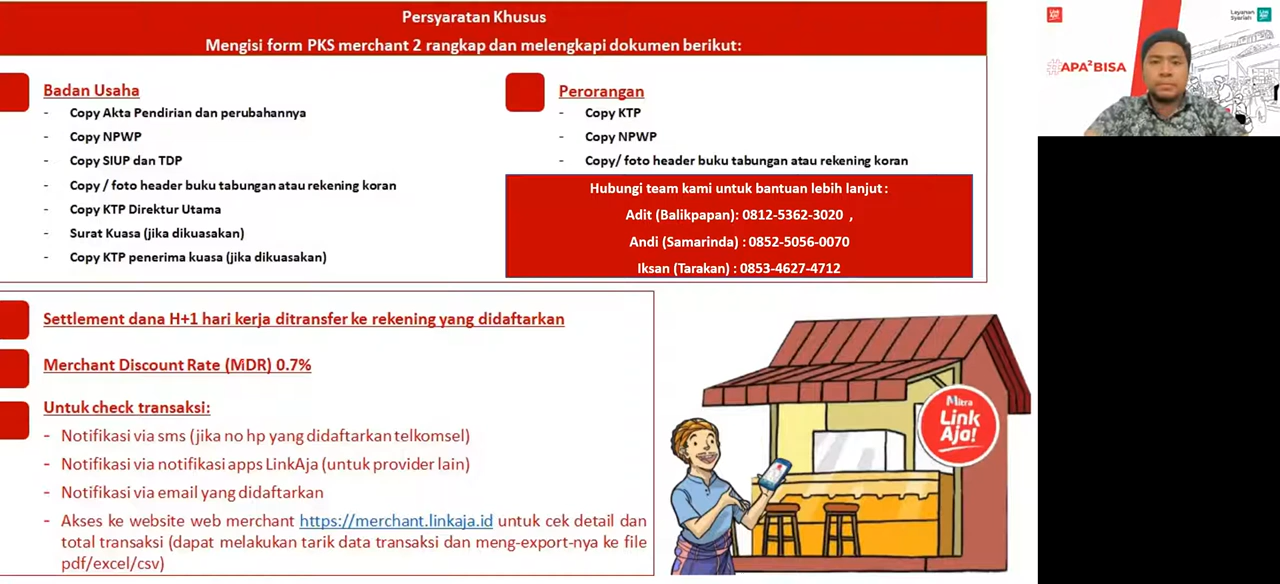 Persyaratan Khusus
Mengisi form PKS merchant 2 rangkap dan melengkapi dokumen berikut:
Badan Usaha
- Copy Akta Pendirian dan perubahannya
- Copy NPWP
- Copy SIUP dan TDP
- Copy / foto header buku tabungan atau rekening koran
- Copy KTP Direktur Utama
- Surat Kuasa (jika dikuasakan)
- Copy KTP penerima kuasa (jika dikuasakan)
Perorangan
- Copy KTP
- Copy NPWP
- Copy/ foto header buku tabungan atau rekening koran
Hubungi team kami untuk bantuan lebih lanjut :
Adit (Balikpapan): 0812-5362-3020 ,
Andi (Samarinda) : 0852-5056-0070
Iksan (Tarakan) : 0853-4627-4712
Settlement dana H+1 hari kerja ditransfer ke rekening yang didaftarkan
Merchant Discount Rate (MDR) 0.7%
Untuk check transaksi:
- Notifikasi via sms (jika no hp yang didaftarkan telkomsel)
- Notifikasi via notifikasi apps LinkAja (untuk provider lain)
- Notifikasi via email yang didaftarkan
- Akses ke website web merchant https://merchant.linkaja.id untuk cek detail dan
total transaksi (dapat melakukan tarik data transaksi dan meng-export-nya ke file
pdf/excel/csv)
Mitra
Link
Aja!
Link
Aja!
Layanan
Syariah
Link
Aja!
#APA²BISA